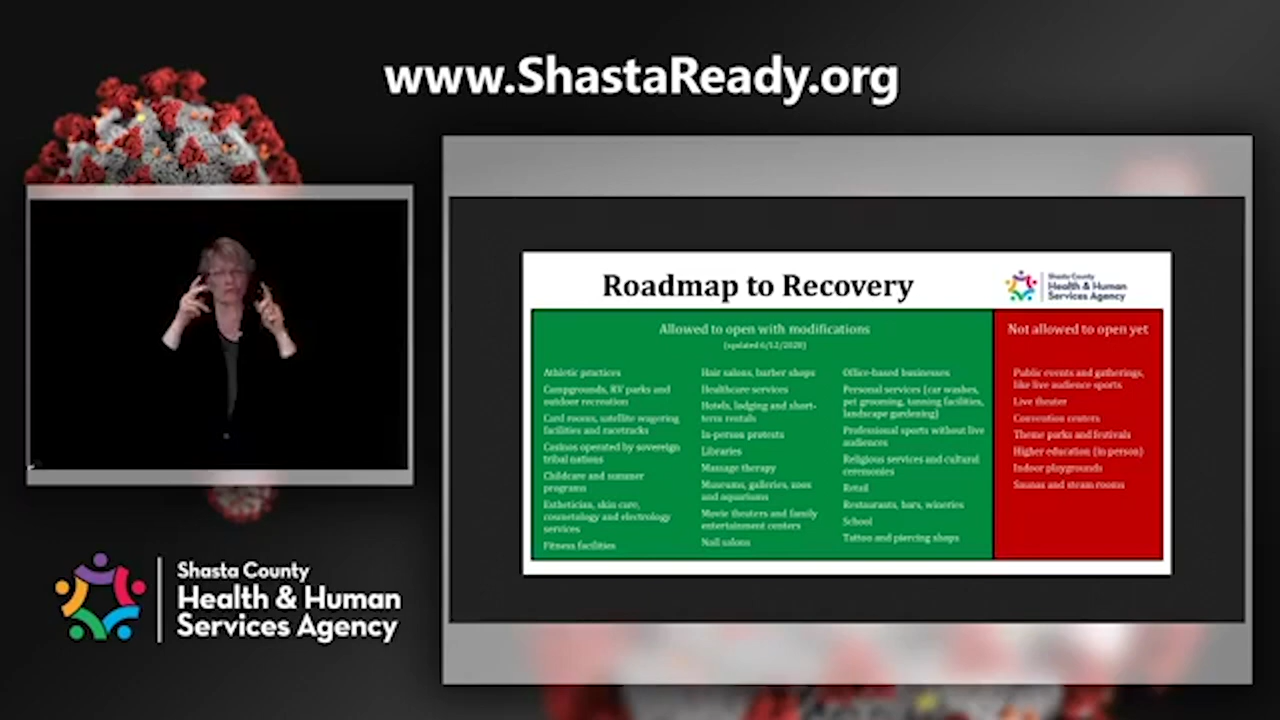 www.ShastaReady.org
Roadmap to Recovery
Shasta County
Health & Human
Services Agency
Allowed to open with modifications
(updated 6/12/2020)
Athletic practices
Campgrounds, RV parks and
outdoor recreation
Card rooms, satellite wagering
facilities and racetracks
Casinos operated by sovereign
tribal nations
Childcare and summer
programs
Esthetician, skin care,
cosmetology and electrology
services
Fitness facilities
Hair salons, barber shops
Healthcare services
Hotels, lodging and short-
term rentals
In-person protests
Libraries
Massage therapy
Museums, galleries, zoos
and aquariums
Movie theaters and family
entertainment centers
Nail salons
Office-based businesses
Personal services (car washes,
pet grooming, tanning facilities,
landscape gardening)
Professional sports without live
audiences
Religious services and cultural
ceremonies
Retail
Restaurants, bars, wineries
School
Tattoo and piercing shops
Not allowed to open yet
Public events and gatherings,
like live audience sports
Live theater
Convention centers
Theme parks and festivals
Higher education (in person)
Indoor playgrounds
Saunas and steam rooms
Shasta County
Health & Human
Services Agency